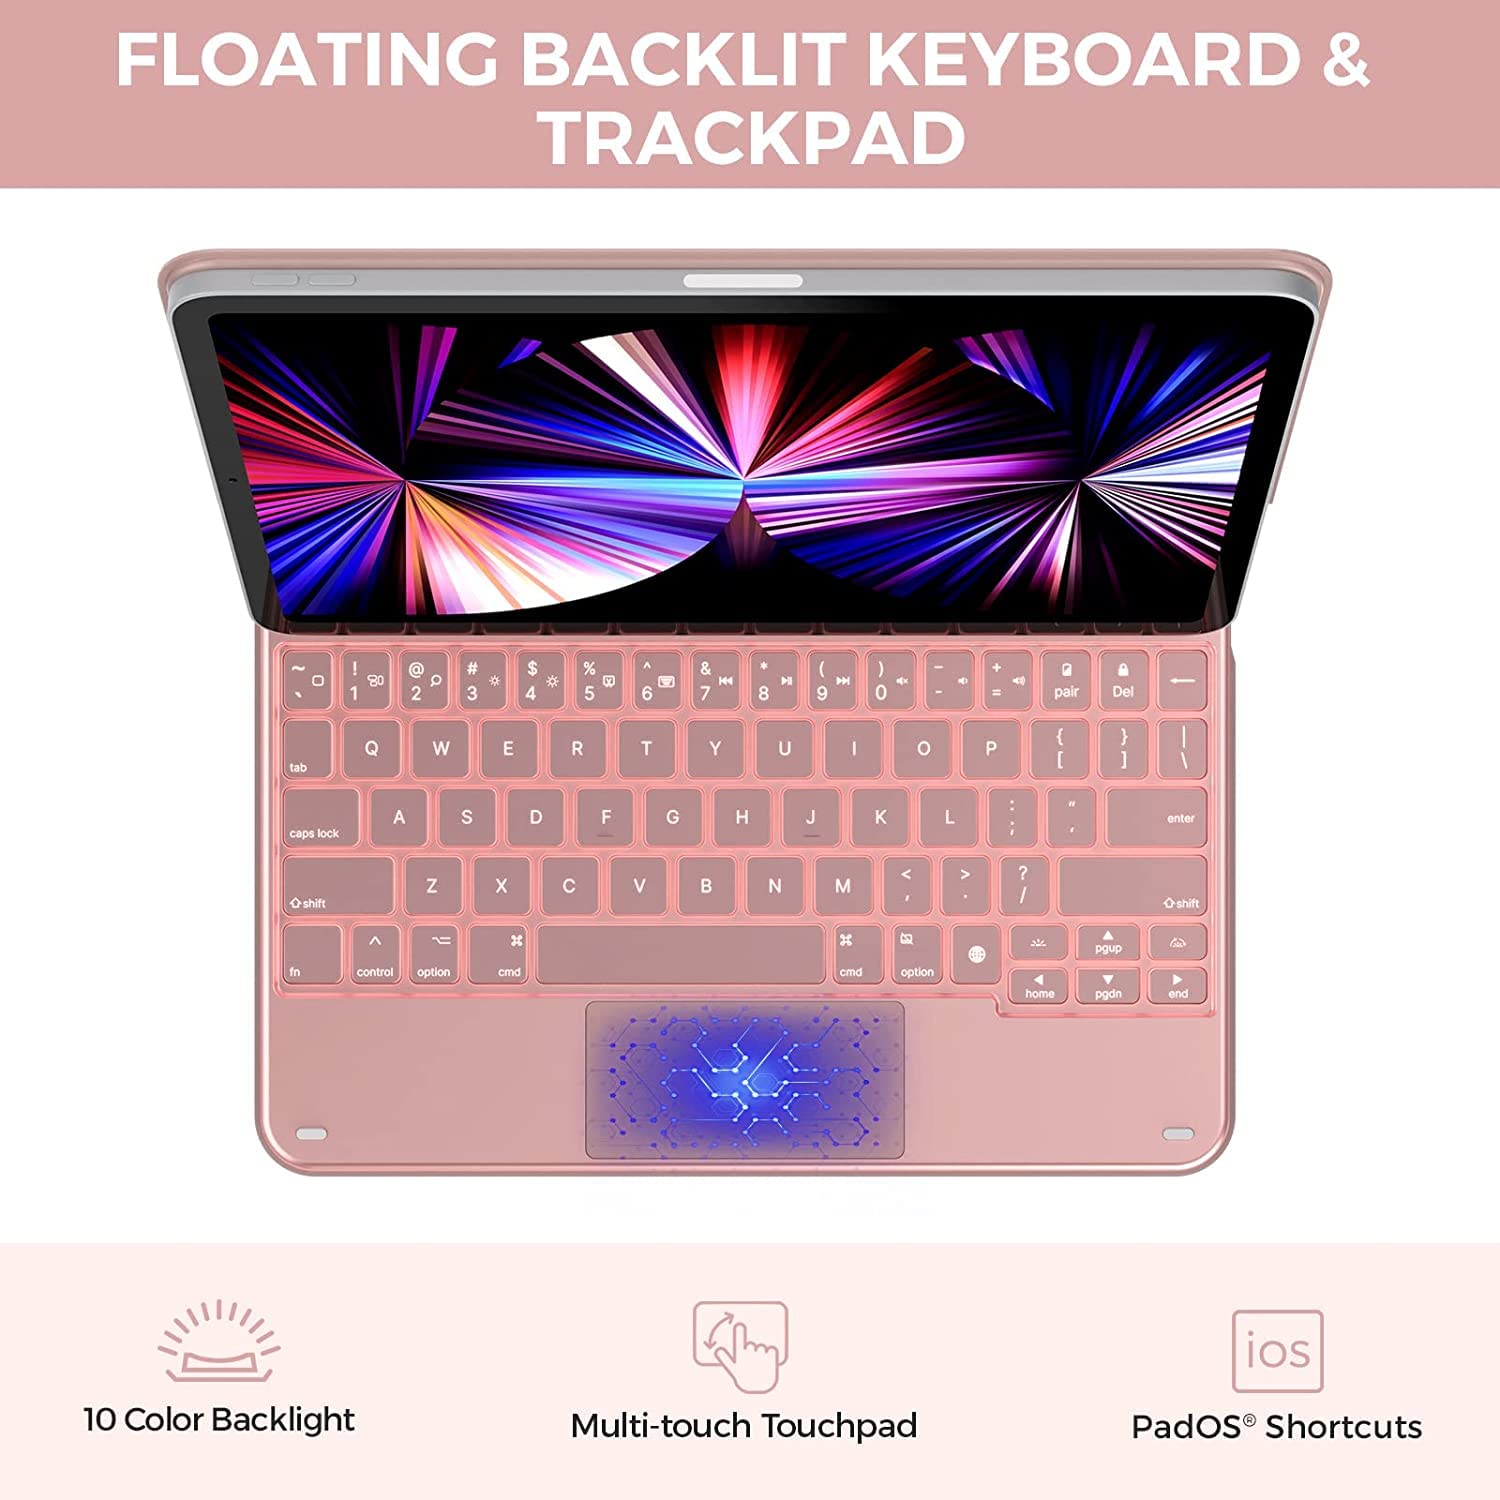 FLOATING BACKLIT KEYBOARD &
TRACKPAD
~ ` ! 1 @ 2 # 3 $ 4 % 5 ^ 6 & 7 * 8 ( 9 ) 0 – - + = pair Del
tab Q W E R T Y U I O P { [ } ] | \
caps lock A S D F G H J K L : ; “ ‘ enter
shift Z X C V B N M < , > . ? / shift
fn control option cmd cmd option pgup
home pgdn end
ios
10 Color Backlight
Multi-touch Touchpad
PadOS® Shortcuts